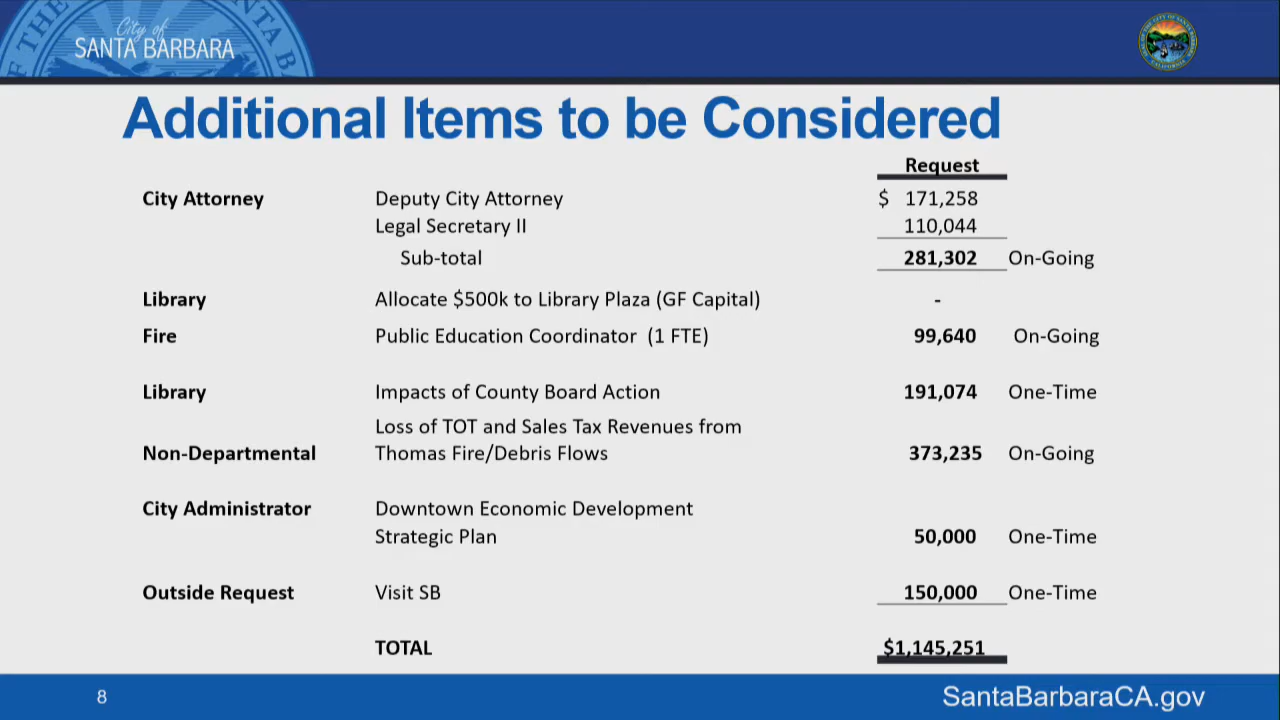 City of
SANTA BARBARA
Additional Items to be Considered
Request
City Attorney Deputy City Attorney $ 171,258
Legal Secretary II 110,044
Sub-total 281,302 On-Going
Library Allocate $500k to Library Plaza (GF Capital) -
Fire Public Education Coordinator (1 FTE) 99,640 On-Going
Library Impacts of County Board Action 191,074 One-Time
Loss of TOT and Sales Tax Revenues from
Non-Departmental Thomas Fire/Debris Flows 373,235 On-Going
City Administrator Downtown Economic Development
Strategic Plan 50,000 One-Time
Outside Request Visit SB 150,000 One-Time
TOTAL $1,145,251
8 SantaBarbaraCA.gov